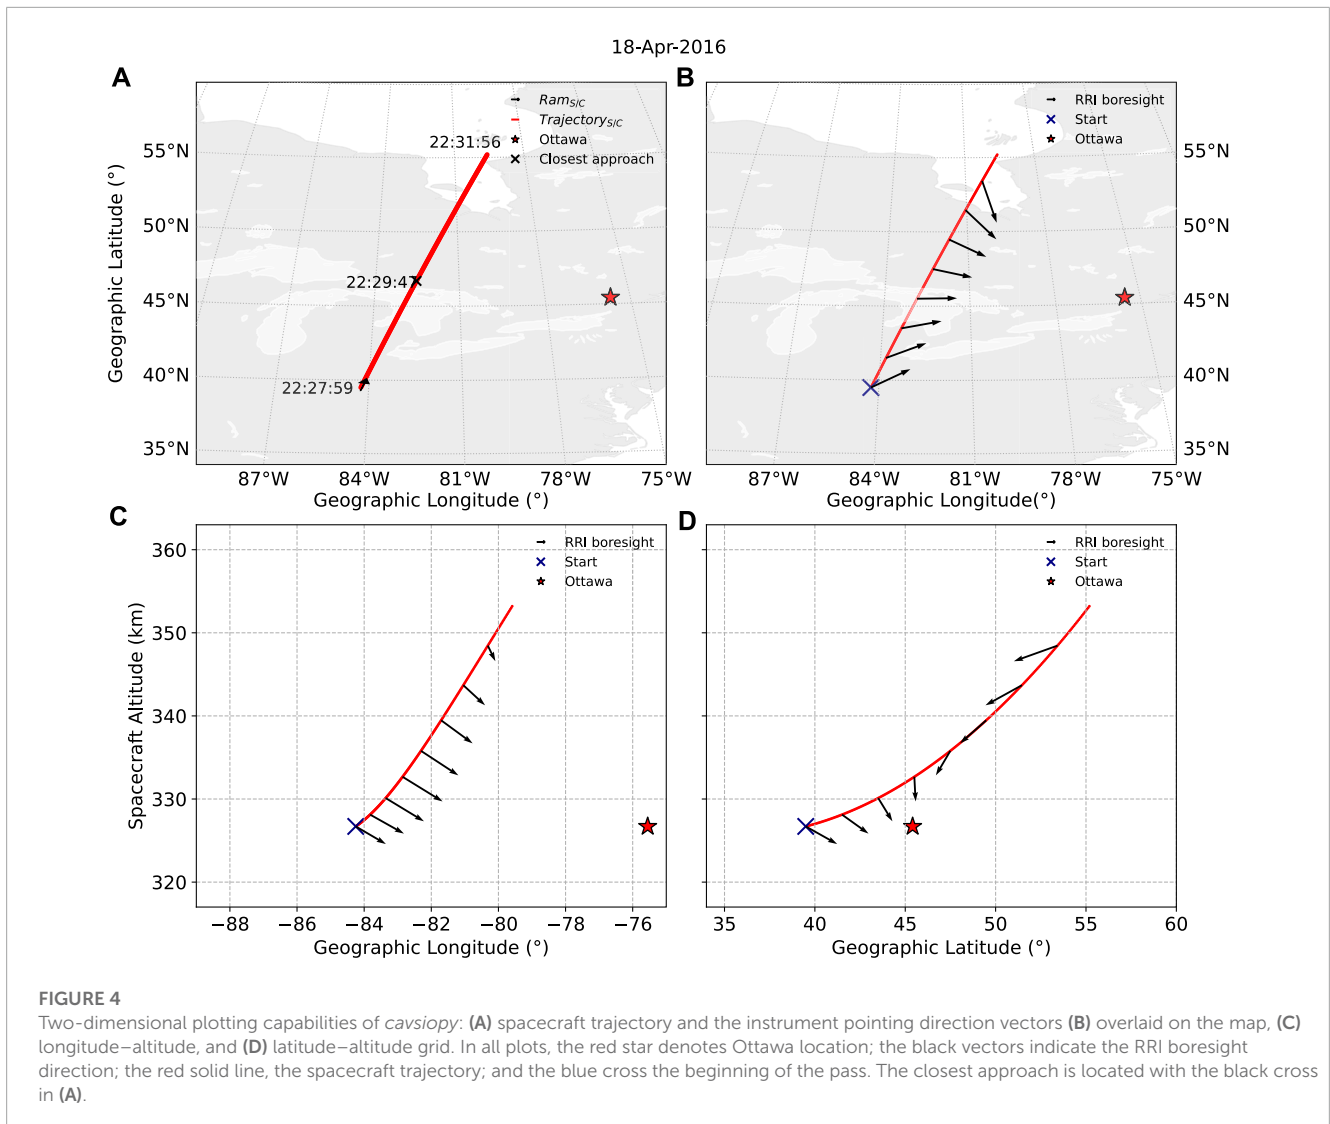 18-Apr-2016
A
Ram_S/C
Trajectory_S/C
Ottawa
Closest approach
22:31:56
22:29:4
22:27:59
55°N
50°N
45°N
40°N
35°N
Geographic Latitude (°)
87°W 84°W 81°W 78°W 75°W
Geographic Longitude (°)
B
RRI boresight
Start
Ottawa
55°N
50°N
45°N
40°N
35°N
87°W 84°W 81°W 78°W 75°W
Geographic Longitude(°)
C
RRI boresight
Start
Ottawa
360
350
340
330
320
Spacecraft Altitude (km)
−88 −86 −84 −82 −80 −78 −76
Geographic Longitude (°)
D
RRI boresight
Start
Ottawa
35 40 45 50 55 60
Geographic Latitude (°)
FIGURE 4
Two-dimensional plotting capabilities of cavsiopy: (A) spacecraft trajectory and the instrument pointing direction vectors (B) overlaid on the map, (C)
longitude–altitude, and (D) latitude–altitude grid. In all plots, the red star denotes Ottawa location; the black vectors indicate the RRI boresight
direction; the red solid line, the spacecraft trajectory; and the blue cross the beginning of the pass. The closest approach is located with the black cross
in (A).